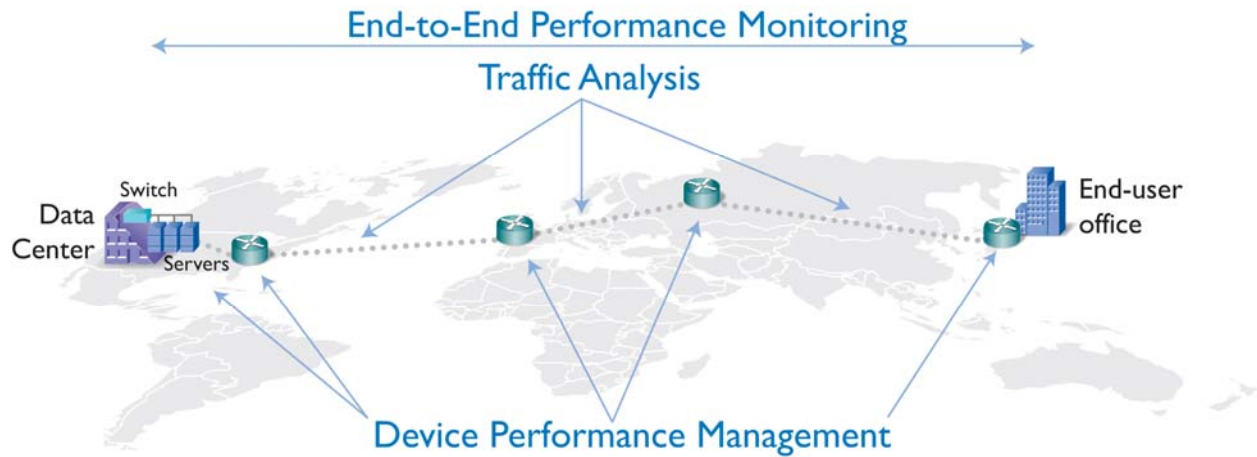 End-to-End Performance Monitoring
Traffic Analysis
Switch
Data
Center
Servers
End-user
office
Device Performance Management